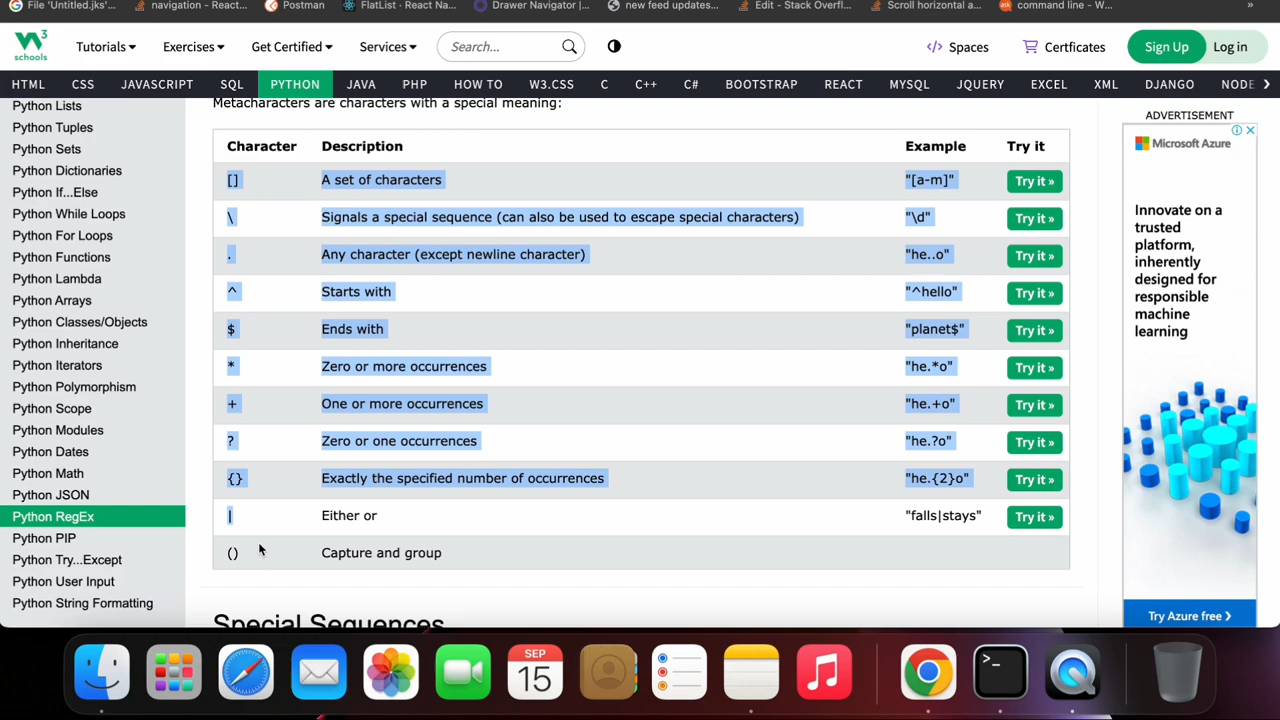 File 'Untitled.jks'... navigation - React... Postman FlatList · React Na... Drawer Navigator |... new feed updates... Edit - Stack Overfl... Scroll horizontal a... command line - W... »
W3 schools Tutorials Exercises Get Certified Services Search... Spaces Certficates Sign Up Log in
HTML CSS JAVASCRIPT SQL PYTHON JAVA PHP HOW TO W3.CSS C C++ C# BOOTSTRAP REACT MYSQL JQUERY EXCEL XML DJANGO NODE
Python Lists
Python Tuples
Python Sets
Python Dictionaries
Python If...Else
Python While Loops
Python For Loops
Python Functions
Python Lambda
Python Arrays
Python Classes/Objects
Python Inheritance
Python Iterators
Python Polymorphism
Python Scope
Python Modules
Python Dates
Python Math
Python JSON
Python RegEx
Python PIP
Python Try...Except
Python User Input
Python String Formatting
Metacharacters are characters with a special meaning:
Character Description Example Try it
[] A set of characters "[a-m]" Try it »
\ Signals a special sequence (can also be used to escape special characters) "\d" Try it »
. Any character (except newline character) "he..o" Try it »
^ Starts with "^hello" Try it »
$ Ends with "planet$" Try it »
* Zero or more occurrences "he.*o" Try it »
+ One or more occurrences "he.+o" Try it »
? Zero or one occurrences "he.?o" Try it »
{} Exactly the specified number of occurrences "he.{2}o" Try it »
| Either or "falls|stays" Try it »
() Capture and group
Special Sequences
ADVERTISEMENT
Microsoft Azure
Innovate on a
trusted
platform,
inherently
designed for
responsible
machine
learning
Try Azure free >
SEP
15
>_